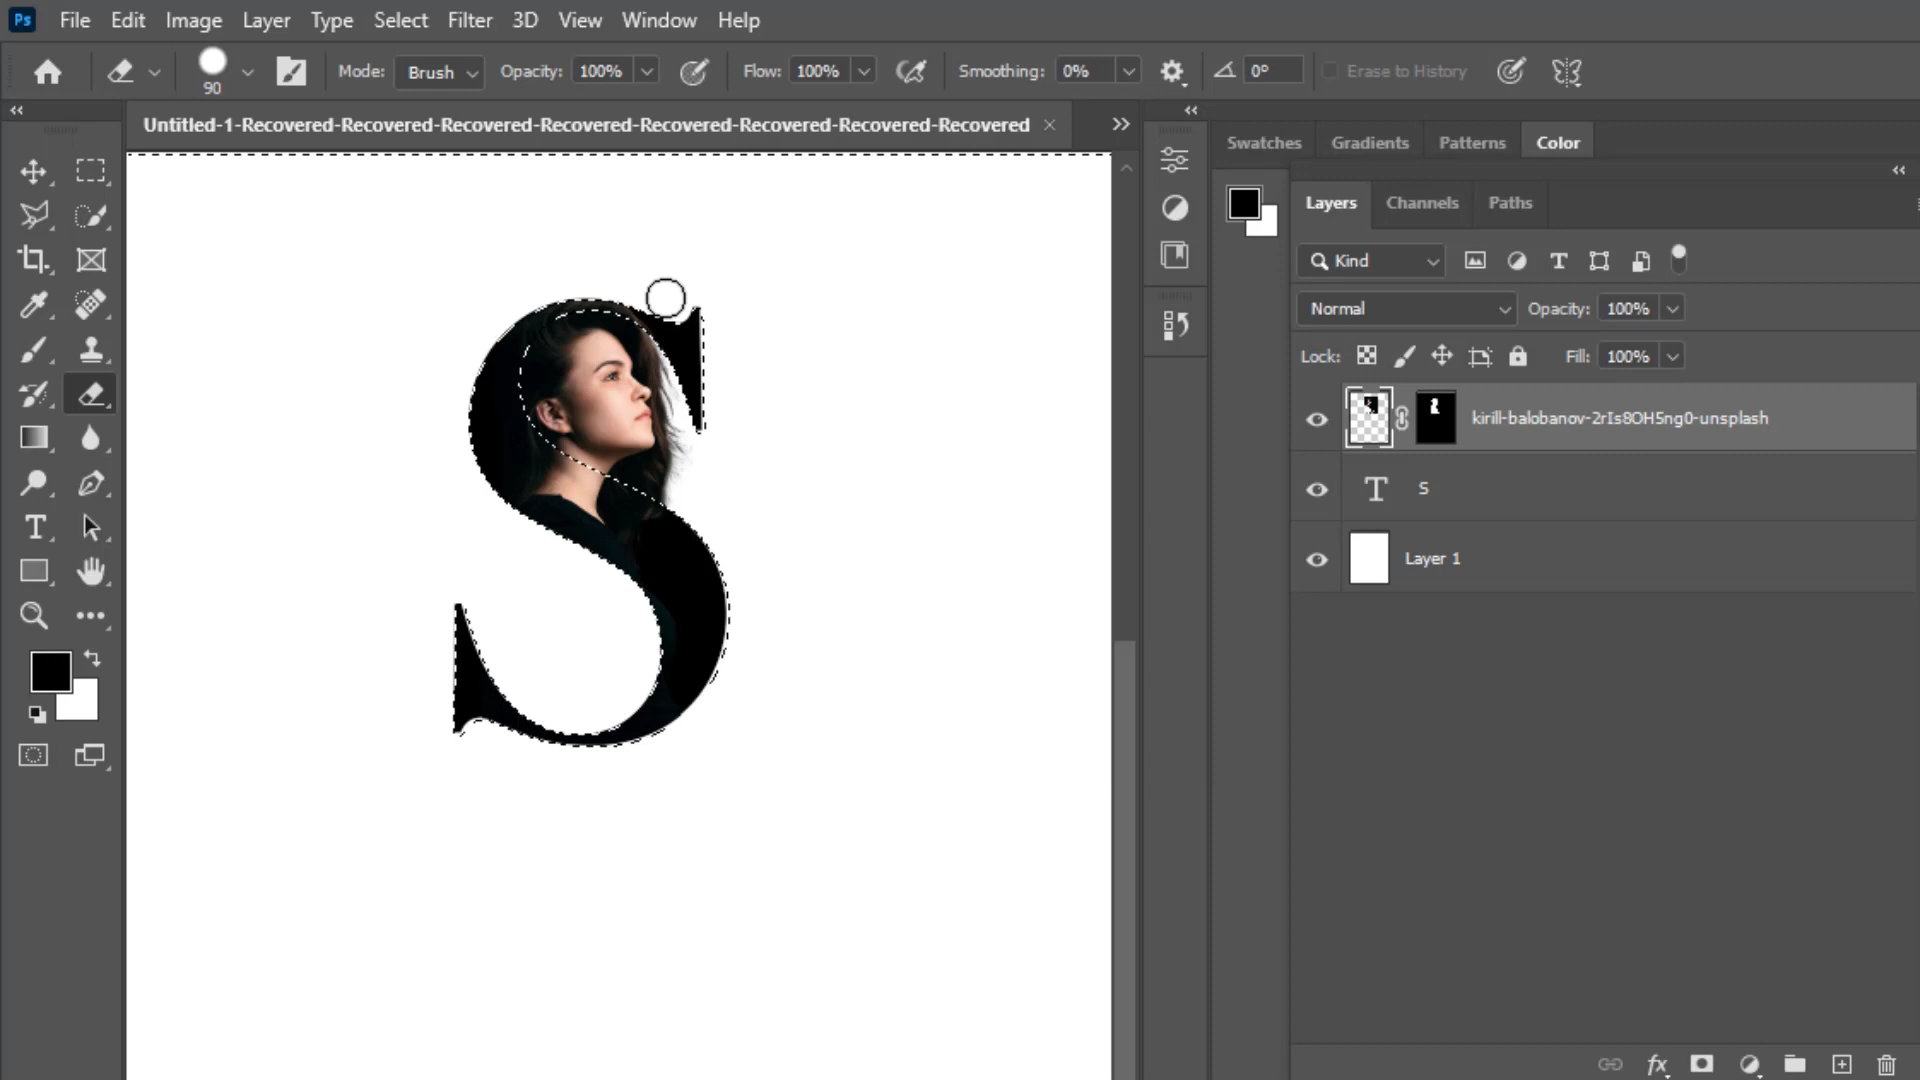 Ps File Edit Image Layer Type Select Filter 3D View Window Help
90 Mode: Brush Opacity: 100% Flow: 100% Smoothing: 0% 0° Erase to History
Untitled-1-Recovered-Recovered-Recovered-Recovered-Recovered-Recovered-Recovered-Recovered
Swatches Gradients Patterns Color
Layers Channels Paths
Kind
Normal Opacity: 100%
Lock: Fill: 100%
kirill-balobanov-2rIs8OH5ng0-unsplash
T S
Layer 1
S
fx